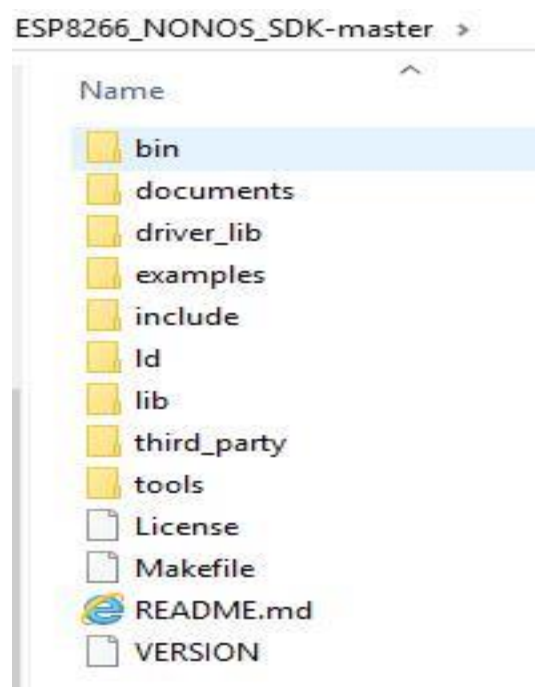 ESP8266_NONOS_SDK-master >
Name
bin
documents
driver_lib
examples
include
ld
lib
third_party
tools
License
Makefile
README.md
VERSION